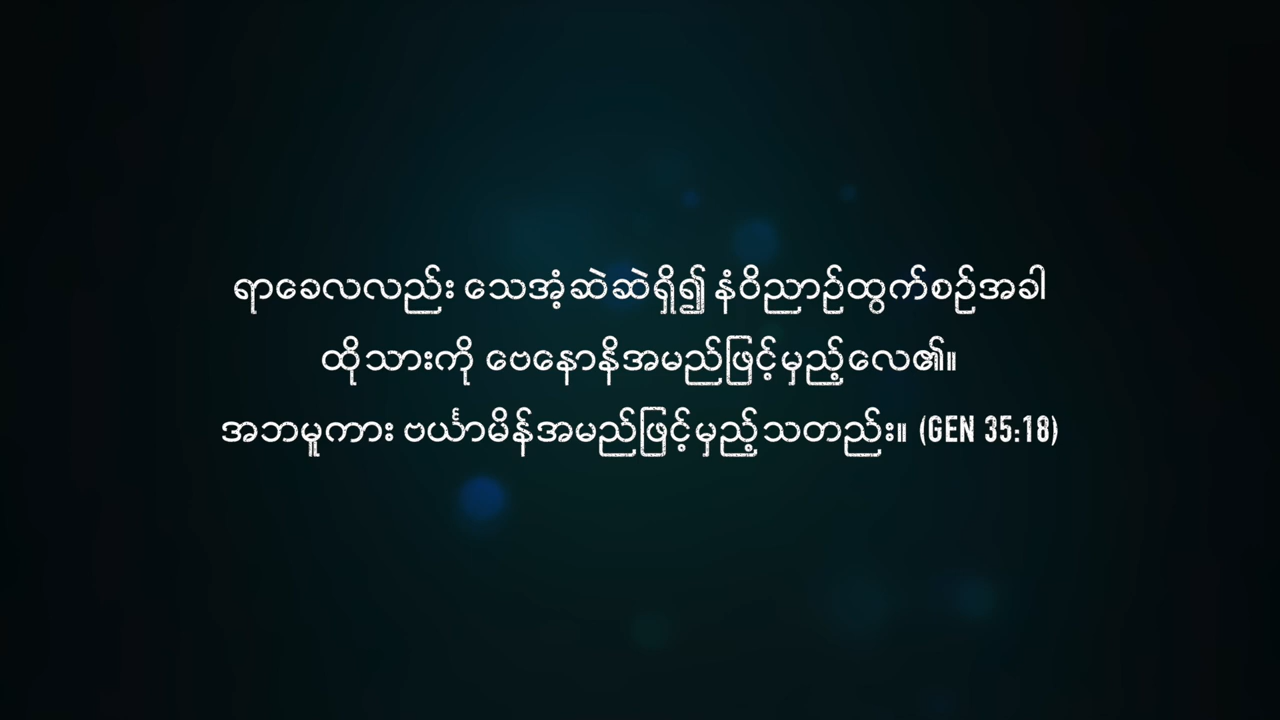 ရာခေလလည်း သေအံ့ဆဲဆဲရှိ၍ နံဝိညာဉ်ထွက်စဉ်အခါ
ထိုသားကို ဗေနောနိအမည်ဖြင့်မှည့်လေ၏။
အဘမူကား ဗင်္ယာမိန်အမည်ဖြင့်မှည့်သတည်း။ (GEN 35:18)